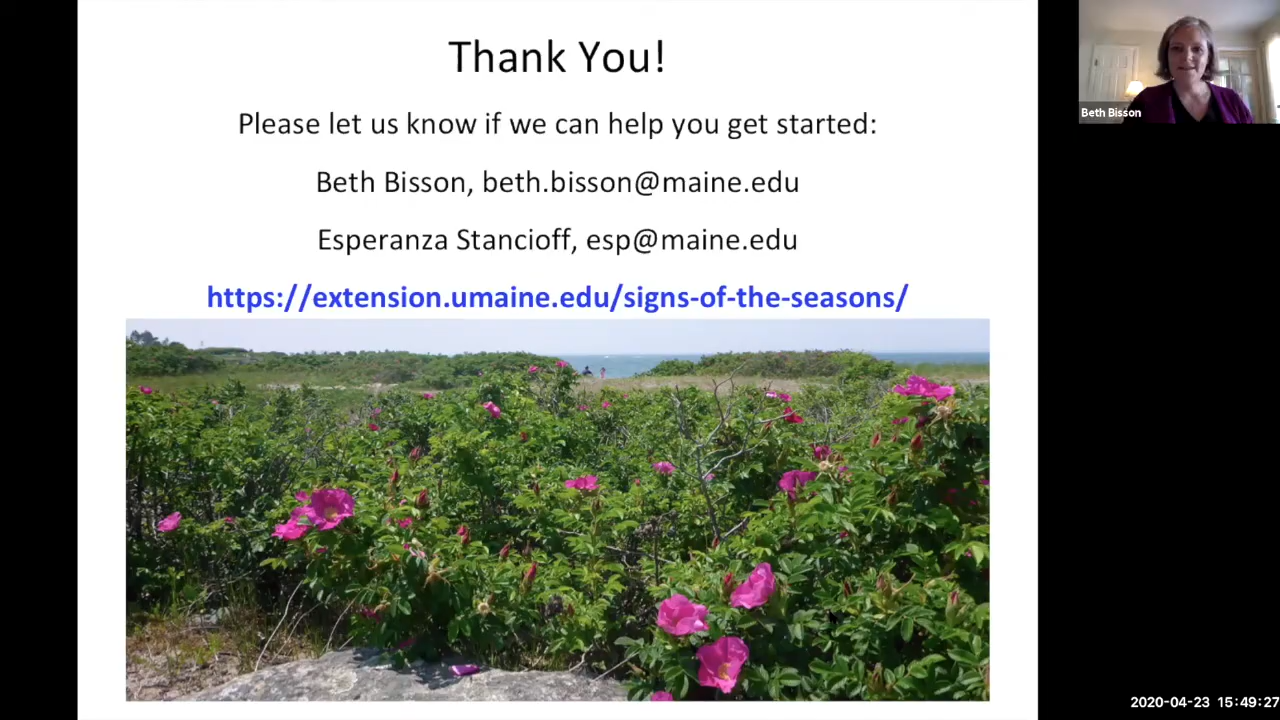 Thank You!
Please let us know if we can help you get started:
Beth Bisson, beth.bisson@maine.edu
Esperanza Stancioff, esp@maine.edu
https://extension.umaine.edu/signs-of-the-seasons/
Beth Bisson
2020-04-23 15:49:27